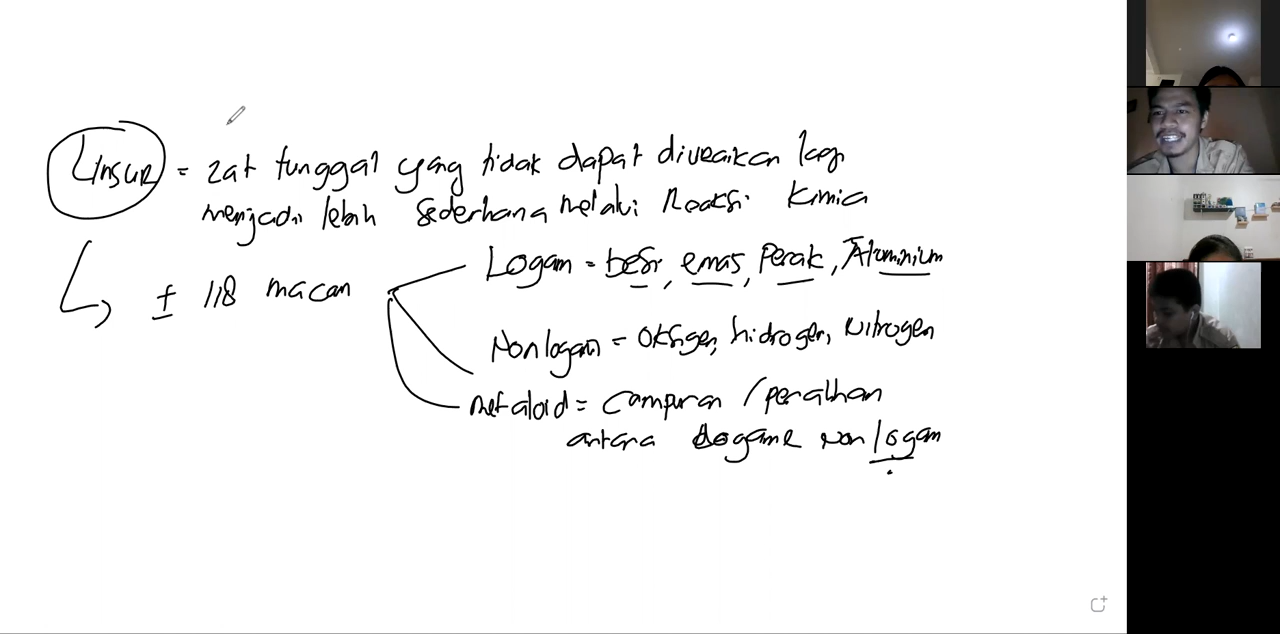 Unsur = zat tunggal yang tidak dapat diuraikan lagi
menjadi lebih sederhana melalui Reaksi Kimia
± 118 macam
Logam = besi, emas, Perak, Aluminium
Nonlogam = Oksigen, hidrogen, Nitrogen
metaloid = Campuran / peralihan
antara logam & Non logam